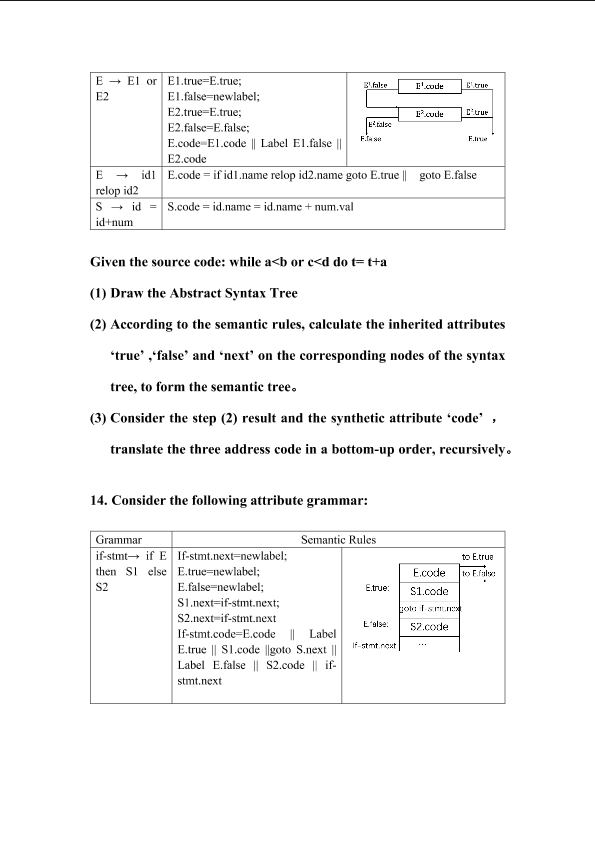 E → E1 or
E2
E1.true=E.true;
E1.false=newlabel;
E2.true=E.true;
E2.false=E.false;
E.code=E1.code || Label E1.false ||
E2.code
E¹.false
E¹.code
E¹.true
E².code
E².true
E².false
E.false
E.true
E → id1
relop id2
E.code = if id1.name relop id2.name goto E.true || goto E.false
S → id =
id+num
S.code = id.name = id.name + num.val
Given the source code: while a<b or c<d do t= t+a
(1) Draw the Abstract Syntax Tree
(2) According to the semantic rules, calculate the inherited attributes
‘true’ ,‘false’ and ‘next’ on the corresponding nodes of the syntax
tree, to form the semantic tree。
(3) Consider the step (2) result and the synthetic attribute ‘code’ ，
translate the three address code in a bottom-up order, recursively。
14. Consider the following attribute grammar:
Grammar
Semantic Rules
if-stmt→ if E
then S1 else
S2
If-stmt.next=newlabel;
E.true=newlabel;
E.false=newlabel;
S1.next=if-stmt.next;
S2.next=if-stmt.next
If-stmt.code=E.code || Label
E.true || S1.code ||goto S.next ||
Label E.false || S2.code || if-
stmt.next
to E.true
E.code
to E.false
E.true:
S1.code
goto if-stmt.next
E.false:
S2.code
If-stmt.next
...